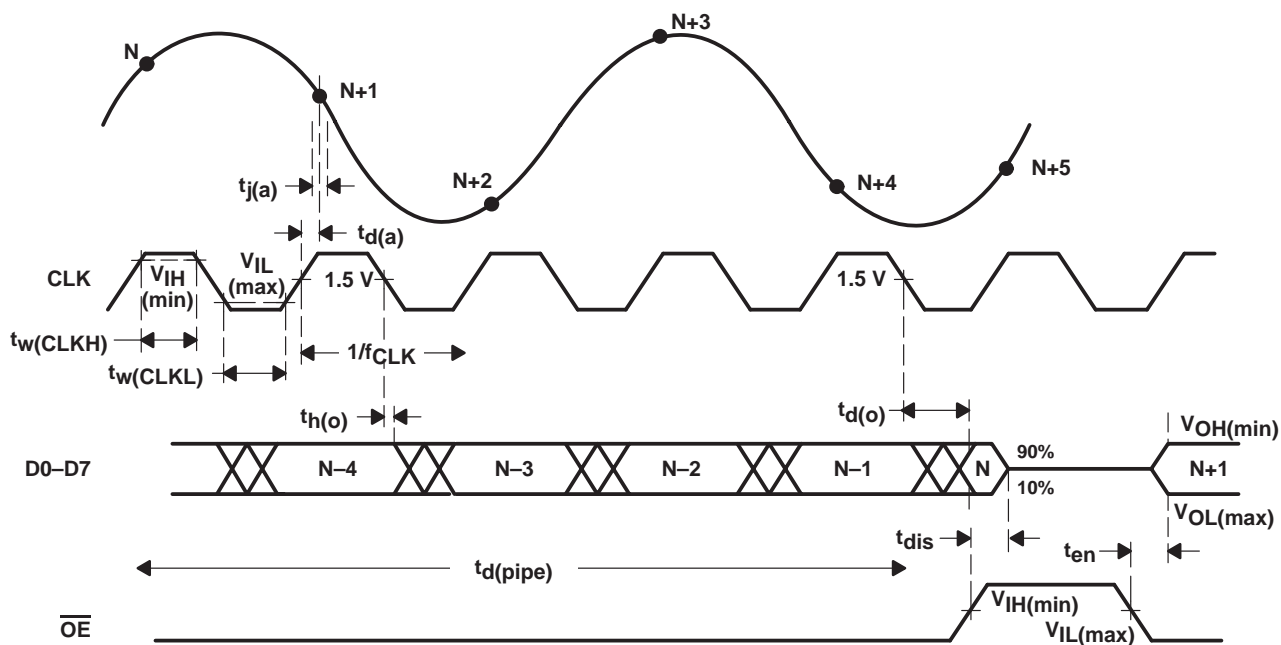 N+3
N
N+1
N+2
N+4
N+5
tj(a)
td(a)
CLK
VIH
(min)
VIL
(max)
1.5 V
1.5 V
tw(CLKH)
1/fCLK
tw(CLKL)
th(o)
td(o)
VOH(min)
D0–D7
N–4
N–3
N–2
N–1
N
90%
10%
N+1
VOL(max)
tdis
ten
td(pipe)
VIH(min)
OE
VIL(max)